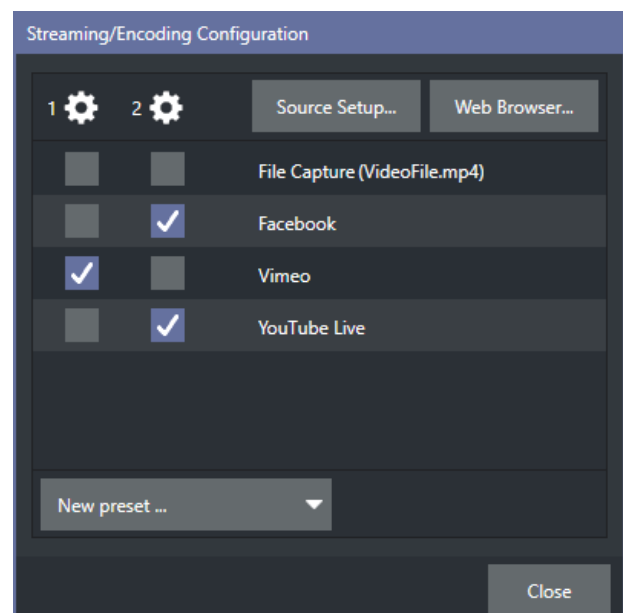 Streaming/Encoding Configuration
1 2 Source Setup... Web Browser...
File Capture (VideoFile.mp4)
Facebook
Vimeo
YouTube Live
New preset ...
Close